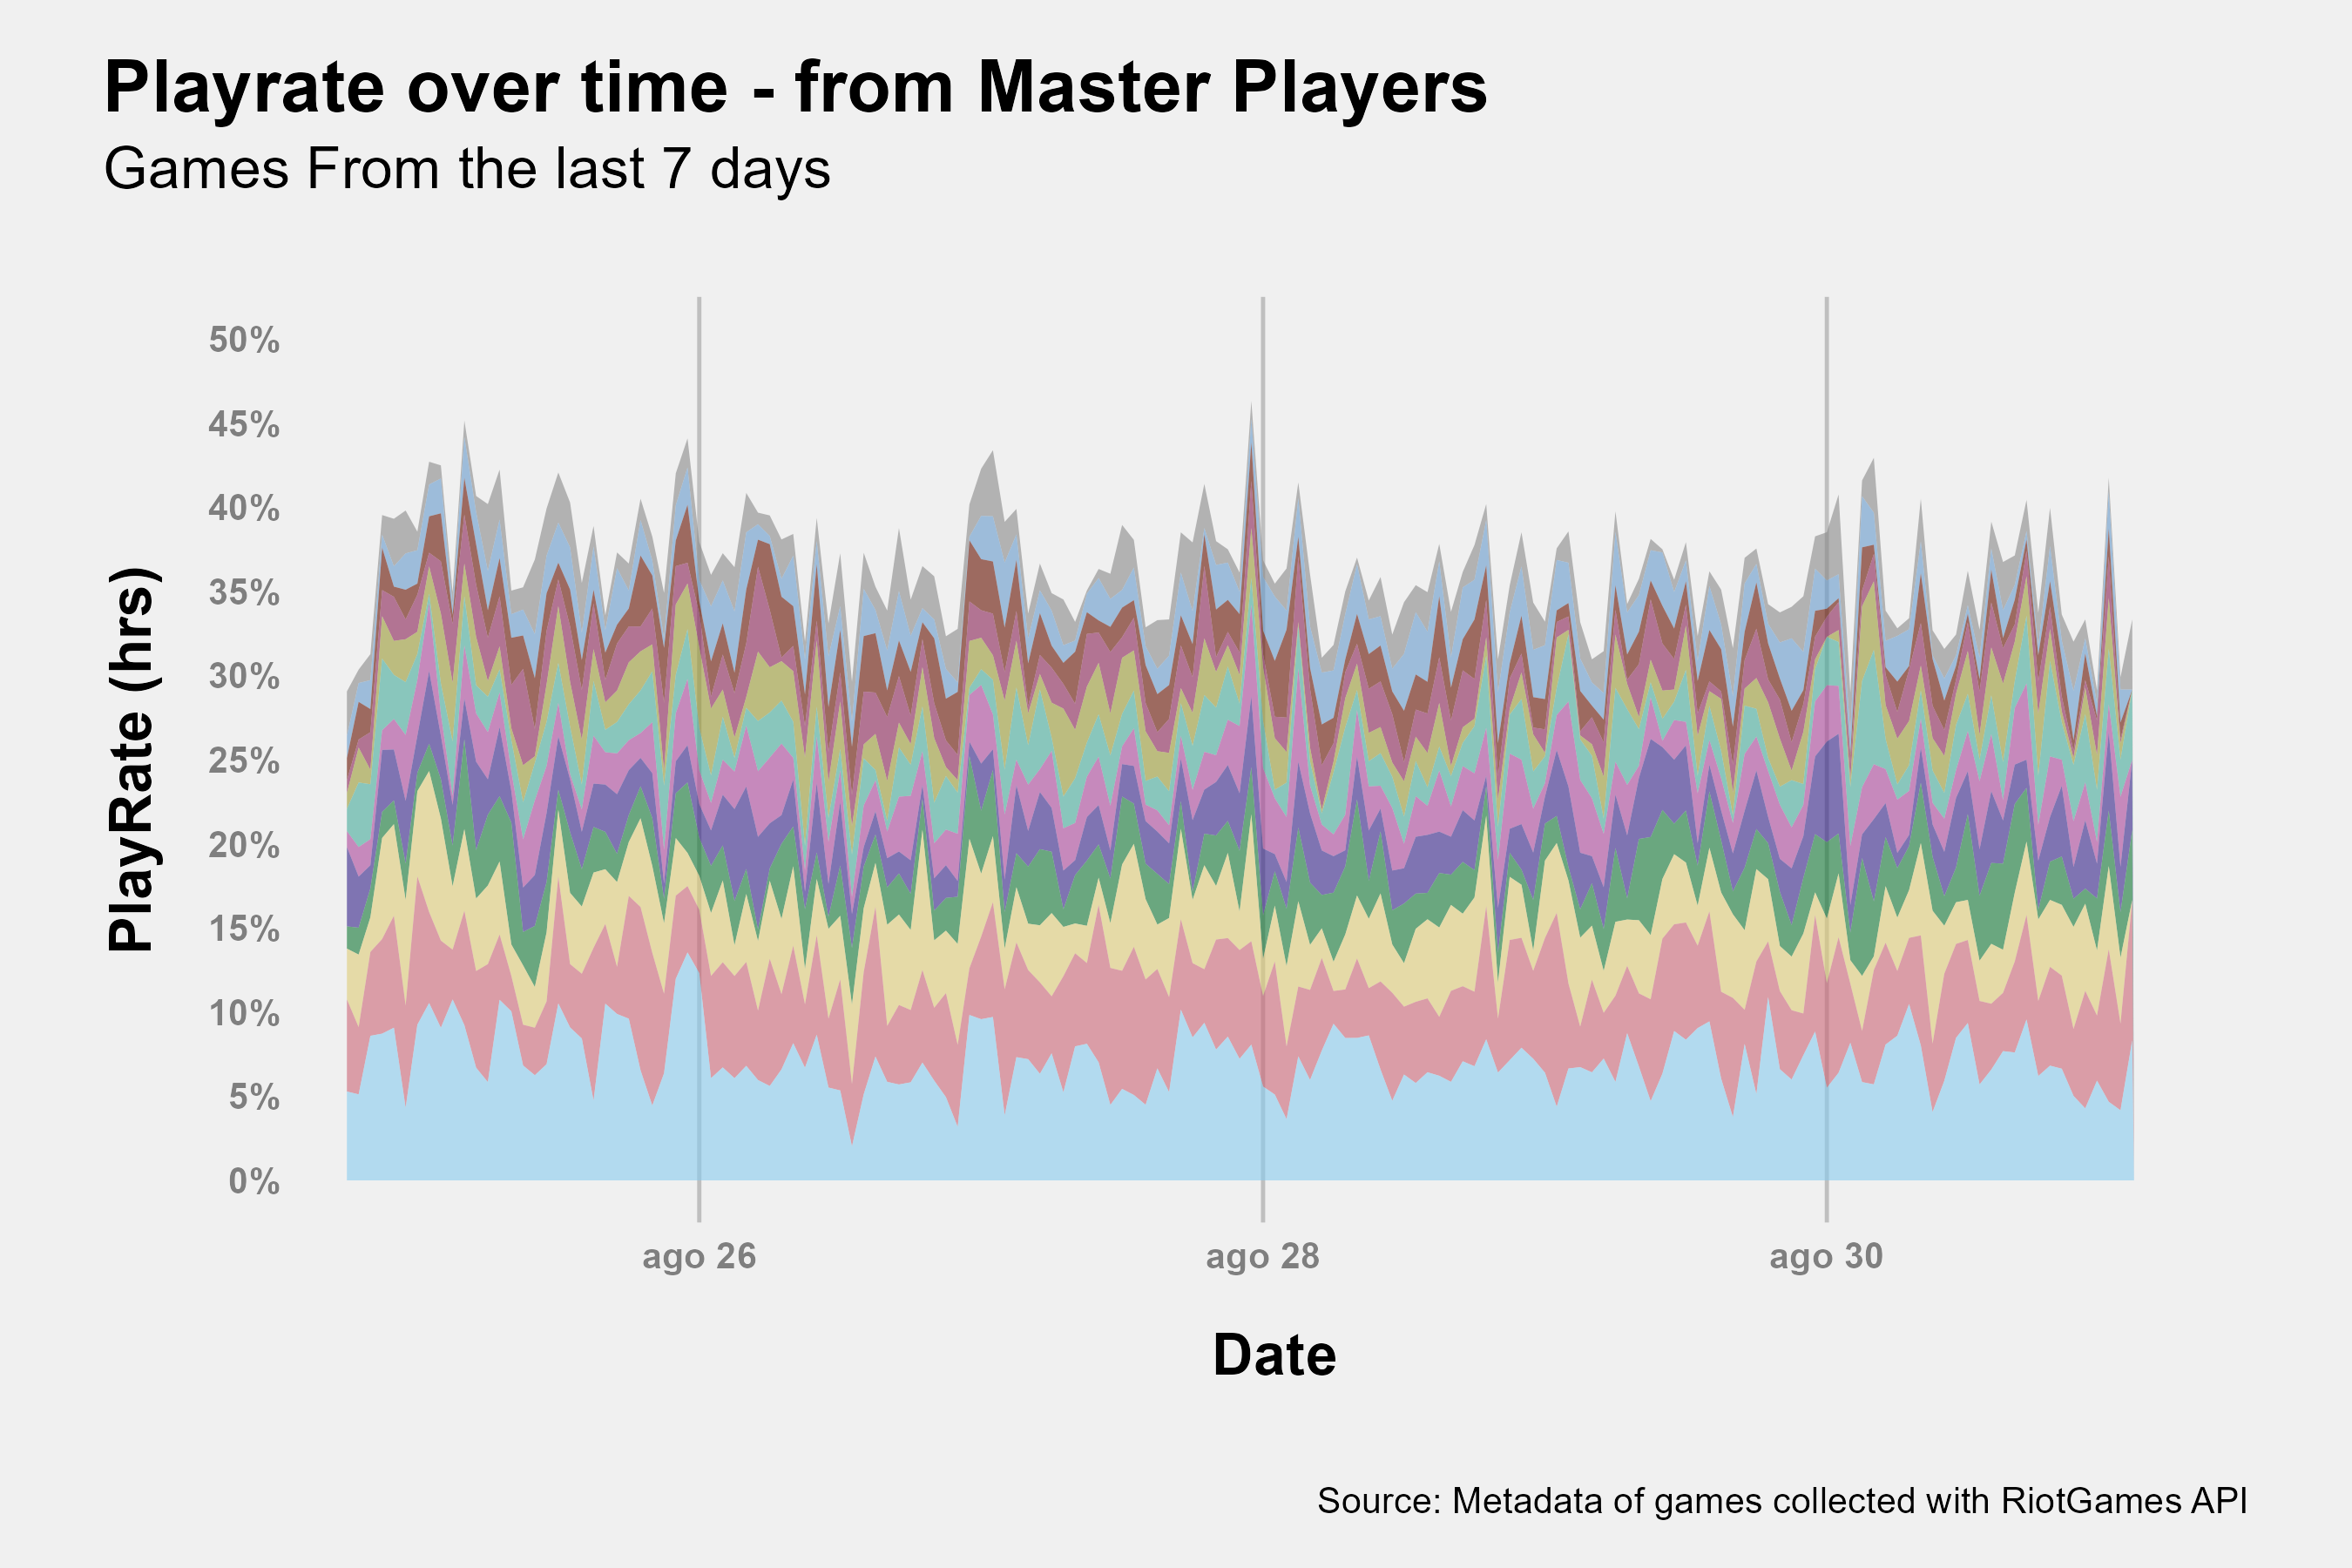 Playrate over time - from Master Players
Games From the last 7 days
PlayRate (hrs)
50%
45%
40%
35%
30%
25%
20%
15%
10%
5%
0%
ago 26
ago 28
ago 30
Date
Source: Metadata of games collected with RiotGames API